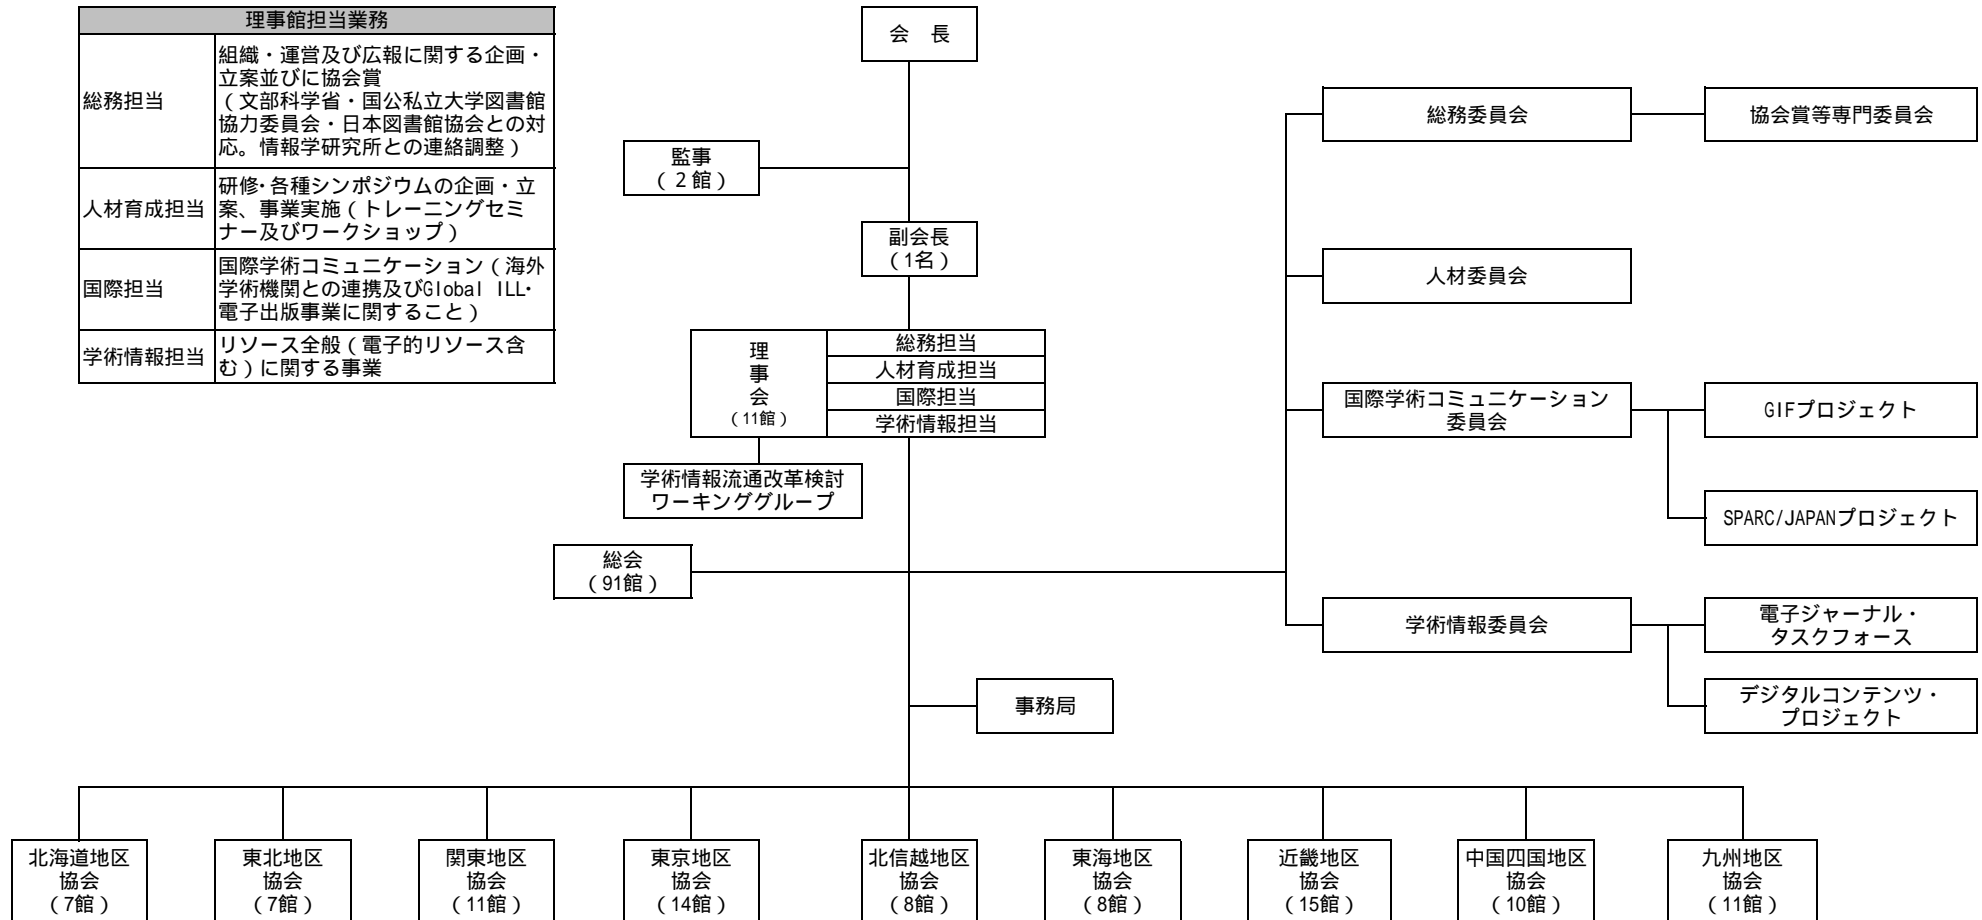 理事館担当業務
総務担当
組織・運営及び広報に関する企画・
立案並びに協会賞
（文部科学省・国公私立大学図書館
協力委員会・日本図書館協会との対
応。情報学研究所との連絡調整）
人材育成担当
研修・各種シンポジウムの企画・立
案、事業実施（トレーニングセミ
ナー及びワークショップ）
国際担当
国際学術コミュニケーション（海外
学術機関との連携及びGlobal ILL・
電子出版事業に関すること）
学術情報担当
リソース全般（電子的リソース含
む）に関する事業
会　長
監事
（２館）
副会長
（1名）
理
事
会
（11館）
総務担当
人材育成担当
国際担当
学術情報担当
学術情報流通改革検討
ワーキンググループ
総会
（91館）
総務委員会
協会賞等専門委員会
人材委員会
国際学術コミュニケーション
委員会
GIFプロジェクト
SPARC/JAPANプロジェクト
学術情報委員会
電子ジャーナル・
タスクフォース
デジタルコンテンツ・
プロジェクト
事務局
北海道地区
協会
（7館）
東北地区
協会
（7館）
関東地区
協会
（11館）
東京地区
協会
（14館）
北信越地区
協会
（8館）
東海地区
協会
（8館）
近畿地区
協会
（15館）
中国四国地区
協会
（10館）
九州地区
協会
（11館）